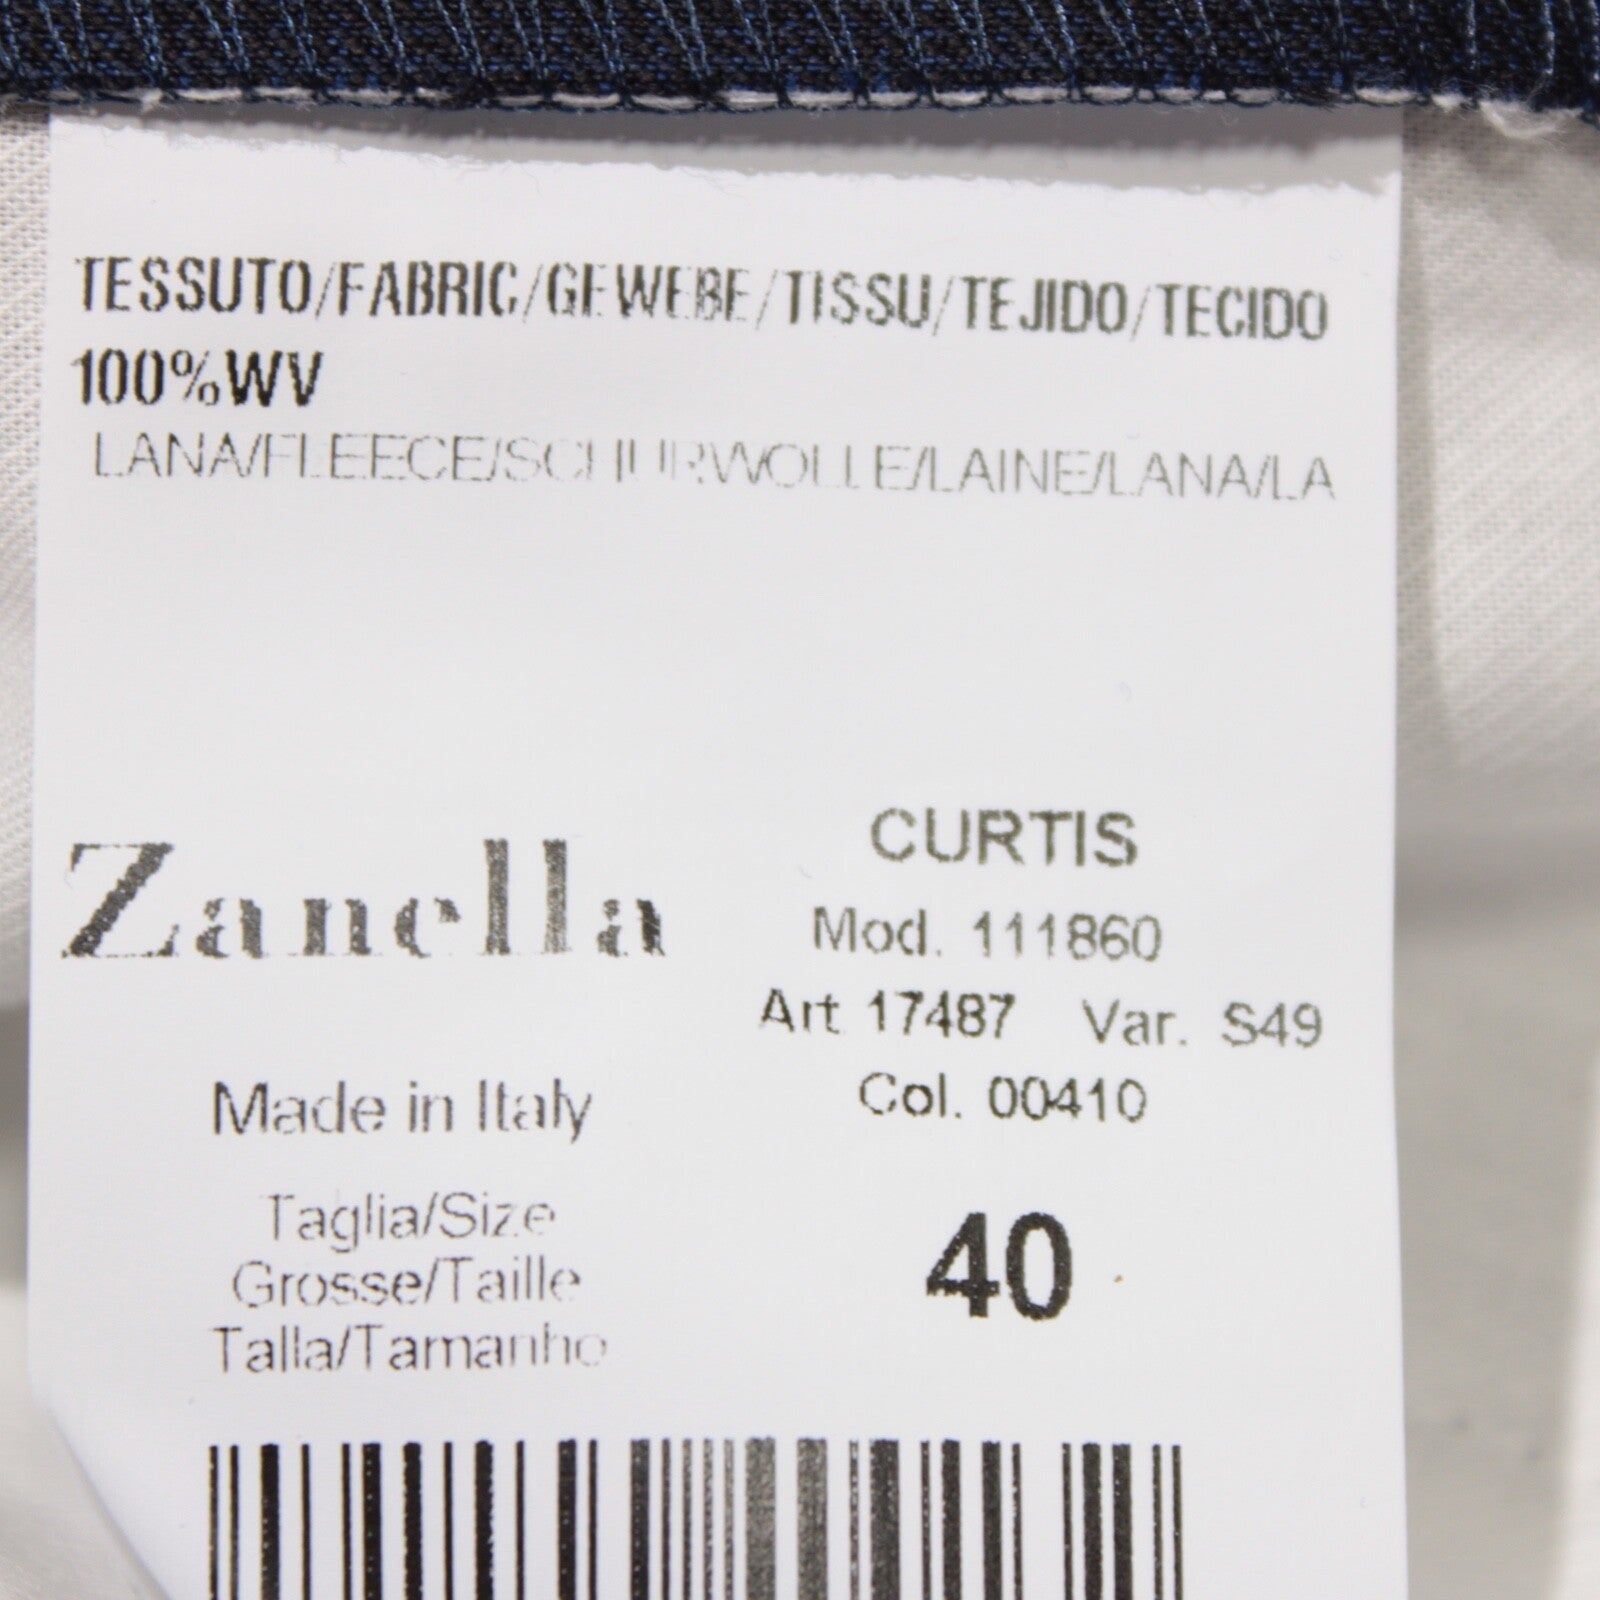 TESSUTO/FABRIC/GEWEBE/TISSU/TEJIDO/TECIDO
100%WV
LANA/FLEECE/SCHURWOLLE/LAINE/LANA/LA
Zanella
Made in Italy
Taglia/Size
Grosse/Taille
Talla/Tamanho
CURTIS
Mod. 111860
Art 17487 Var. S49
Col. 00410
40